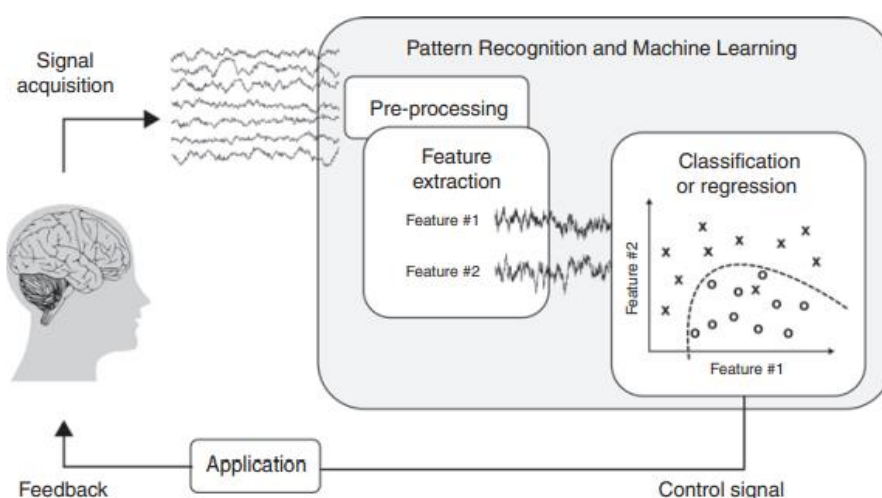 Signal
acquisition
Pattern Recognition and Machine Learning
Pre-processing
Feature
extraction
Feature #1
Feature #2
Classification
or regression
Feature #2
x x x x x x x x x x x
o o o o o o o o o o
Feature #1
Application
Feedback
Control signal